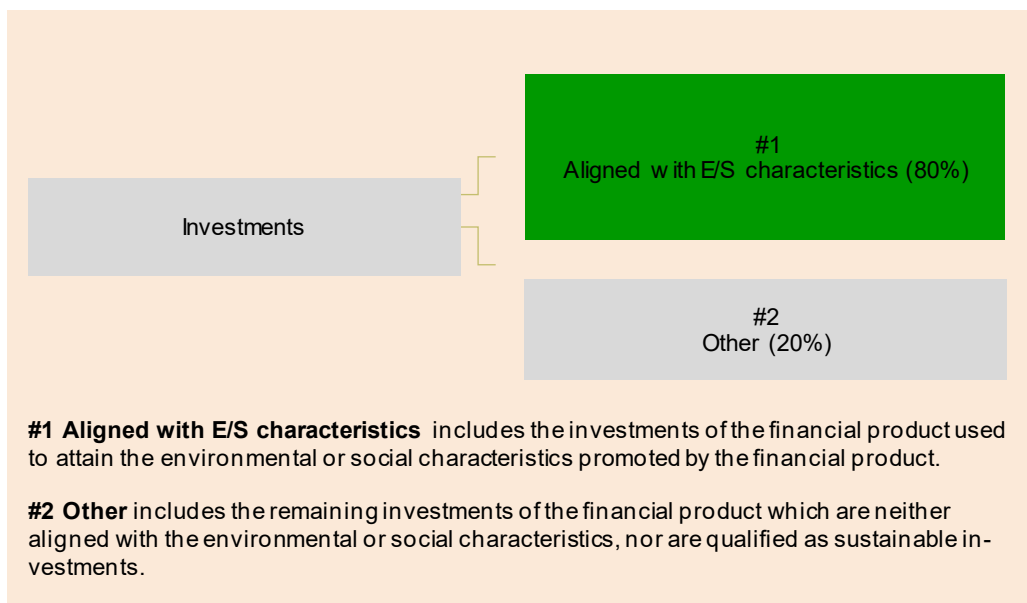 #1
Aligned with E/S characteristics (80%)
Investments
#2
Other (20%)
#1 Aligned with E/S characteristics includes the investments of the financial product used
to attain the environmental or social characteristics promoted by the financial product.
#2 Other includes the remaining investments of the financial product which are neither
aligned with the environmental or social characteristics, nor are qualified as sustainable in-
vestments.